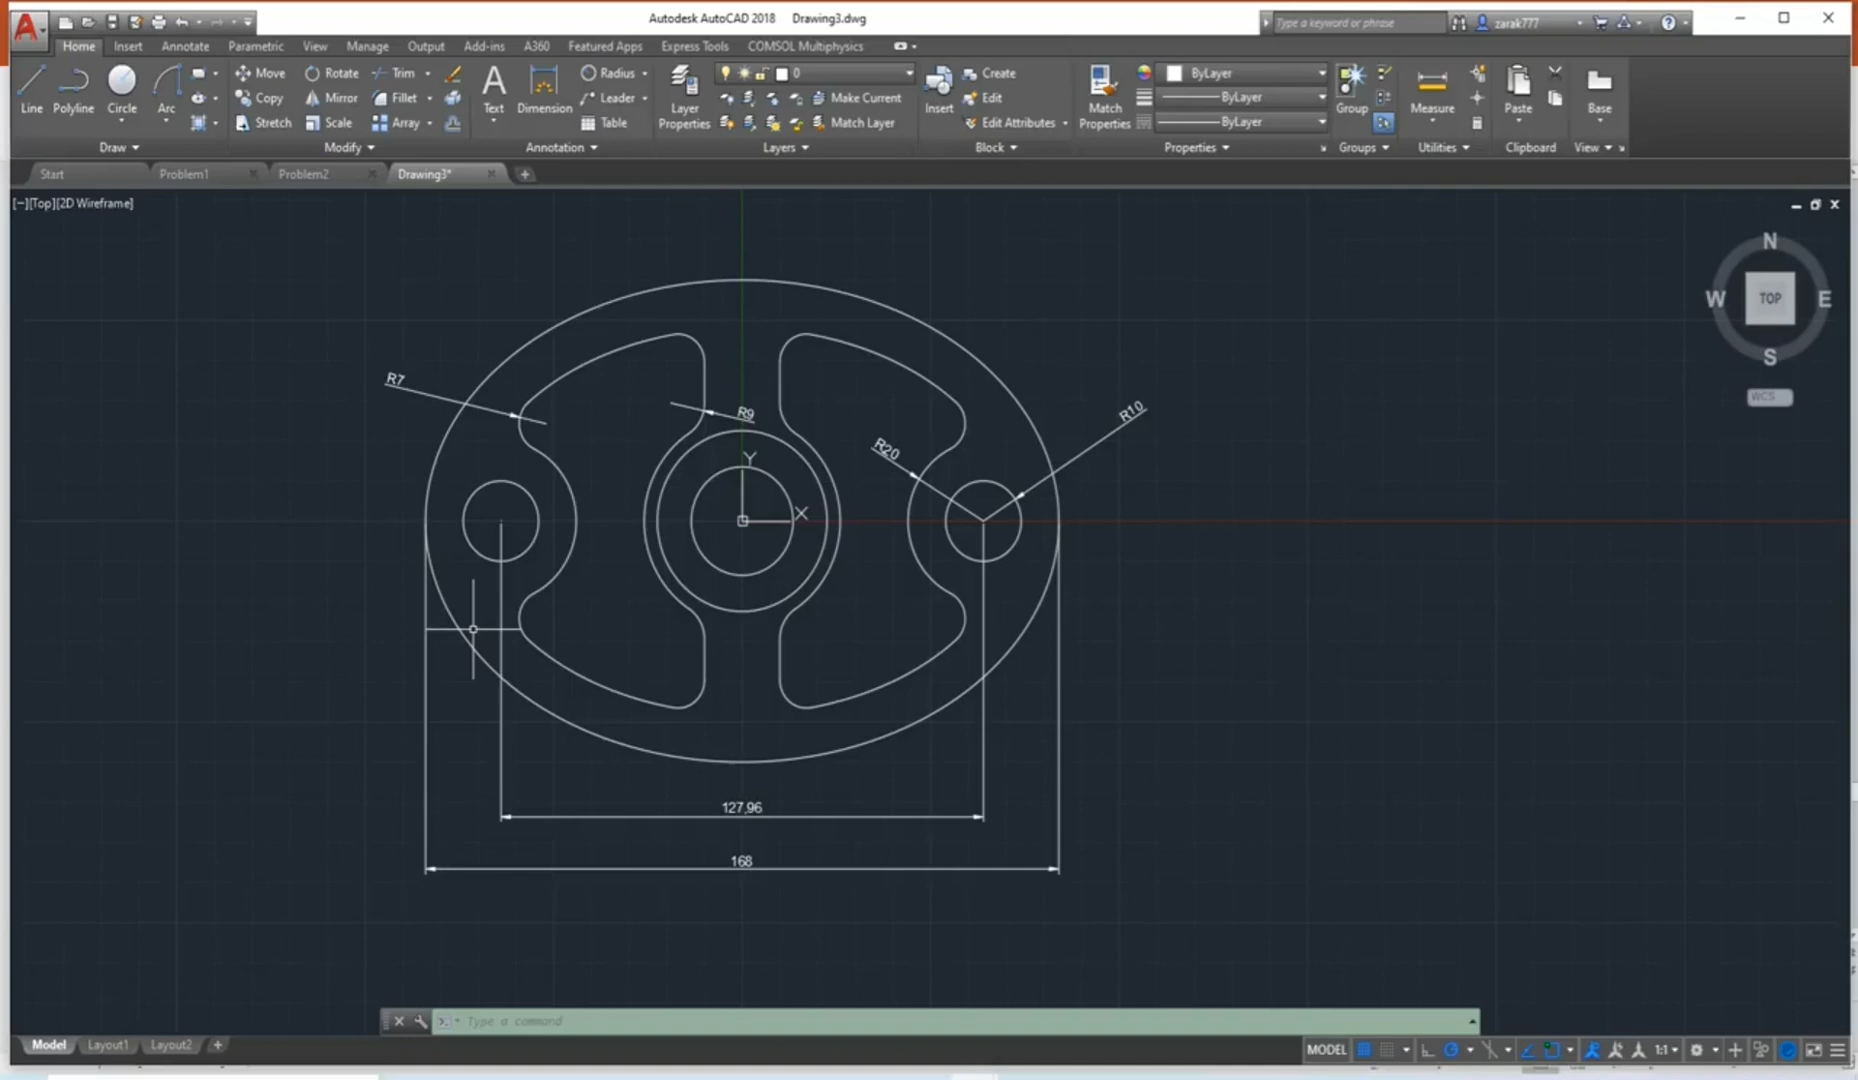 Autodesk AutoCAD 2018 Drawing3.dwg
Type a keyword or phrase
zarak777
Home Insert Annotate Parametric View Manage Output Add-ins A360 Featured Apps Express Tools COMSOL Multiphysics
Line Polyline Circle Arc
Move Rotate Trim
Copy Mirror Fillet
Stretch Scale Array
Text Dimension
Radius
Leader
Table
Layer Properties
0
Make Current
Match Layer
Insert
Create
Edit
Edit Attributes
Match Properties
ByLayer
ByLayer
ByLayer
Group
Measure
Paste
Base
Draw Modify Annotation Layers Block Properties Groups Utilities Clipboard View
Start Problem1 Problem2 Drawing3*
[−][Top][2D Wireframe]
N
W TOP E
S
WCS
R7
R9
R10
R20
Y
X
127,96
168
Type a command
Model Layout1 Layout2
MODEL
1:1